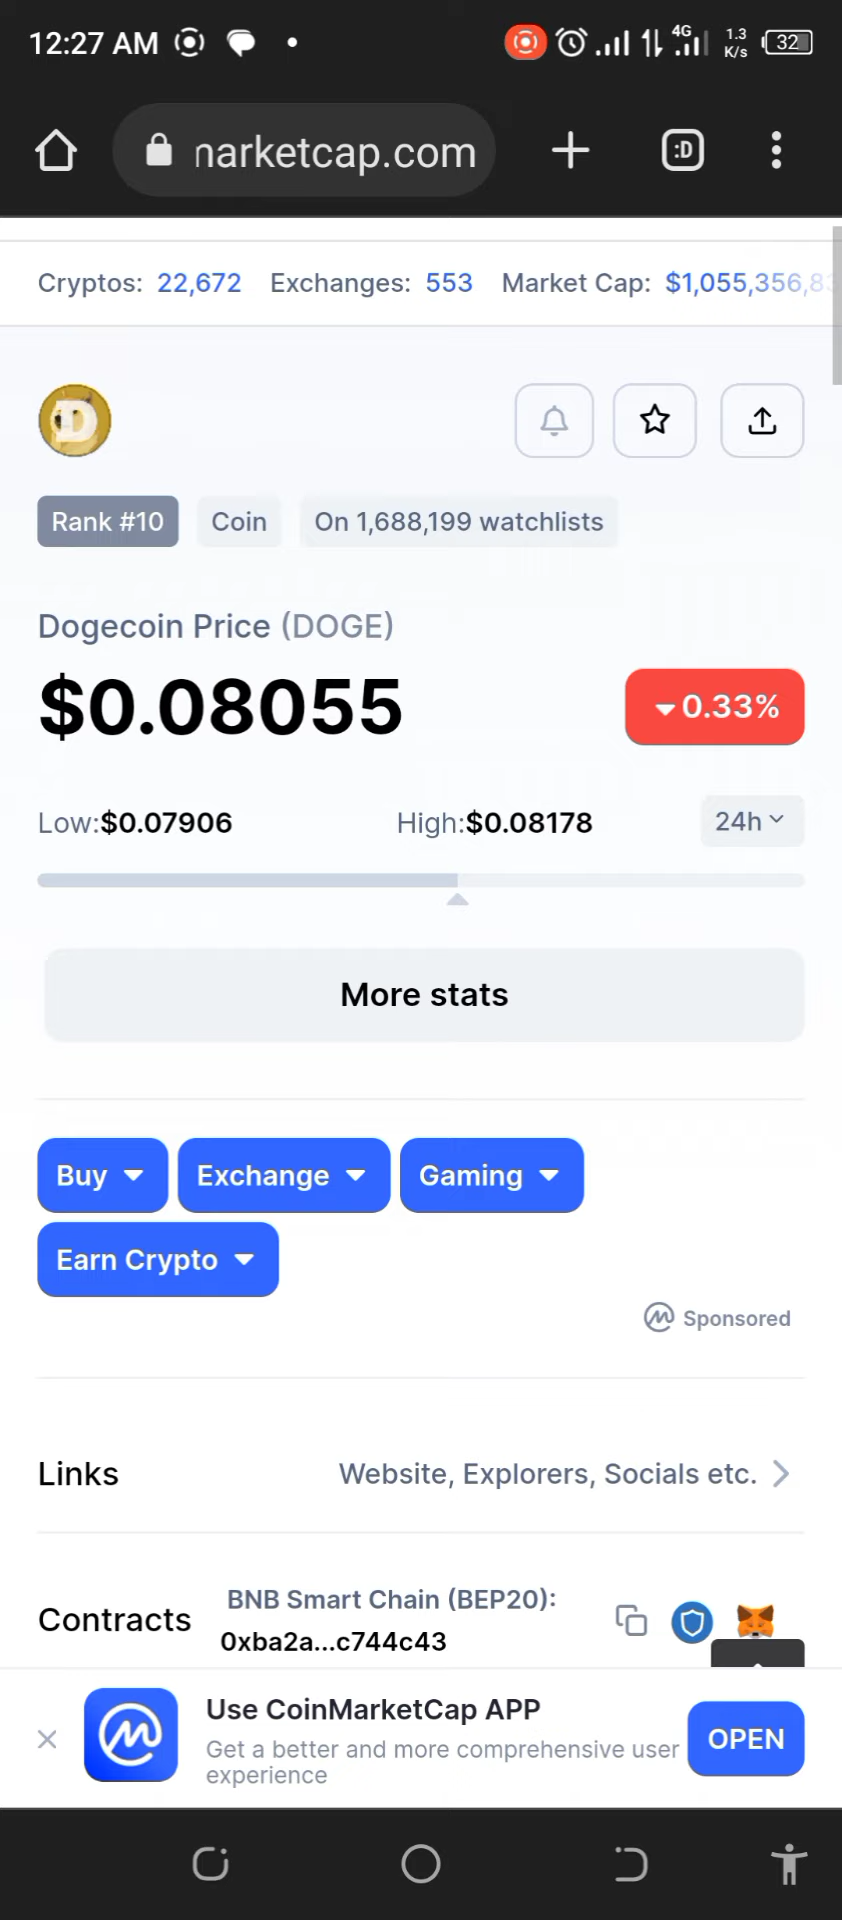 12:27 AM
4G 1.3 K/s 32
narketcap.com :D
Cryptos: 22,672 Exchanges: 553 Market Cap: $1,055,356,83
D
Rank #10 Coin On 1,688,199 watchlists
Dogecoin Price (DOGE)
$0.08055 0.33%
Low:$0.07906 High:$0.08178 24h
More stats
Buy Exchange Gaming
Earn Crypto
Sponsored
Links Website, Explorers, Socials etc.
BNB Smart Chain (BEP20):
Contracts
0xba2a...c744c43
Use CoinMarketCap APP
Get a better and more comprehensive user
experience
OPEN